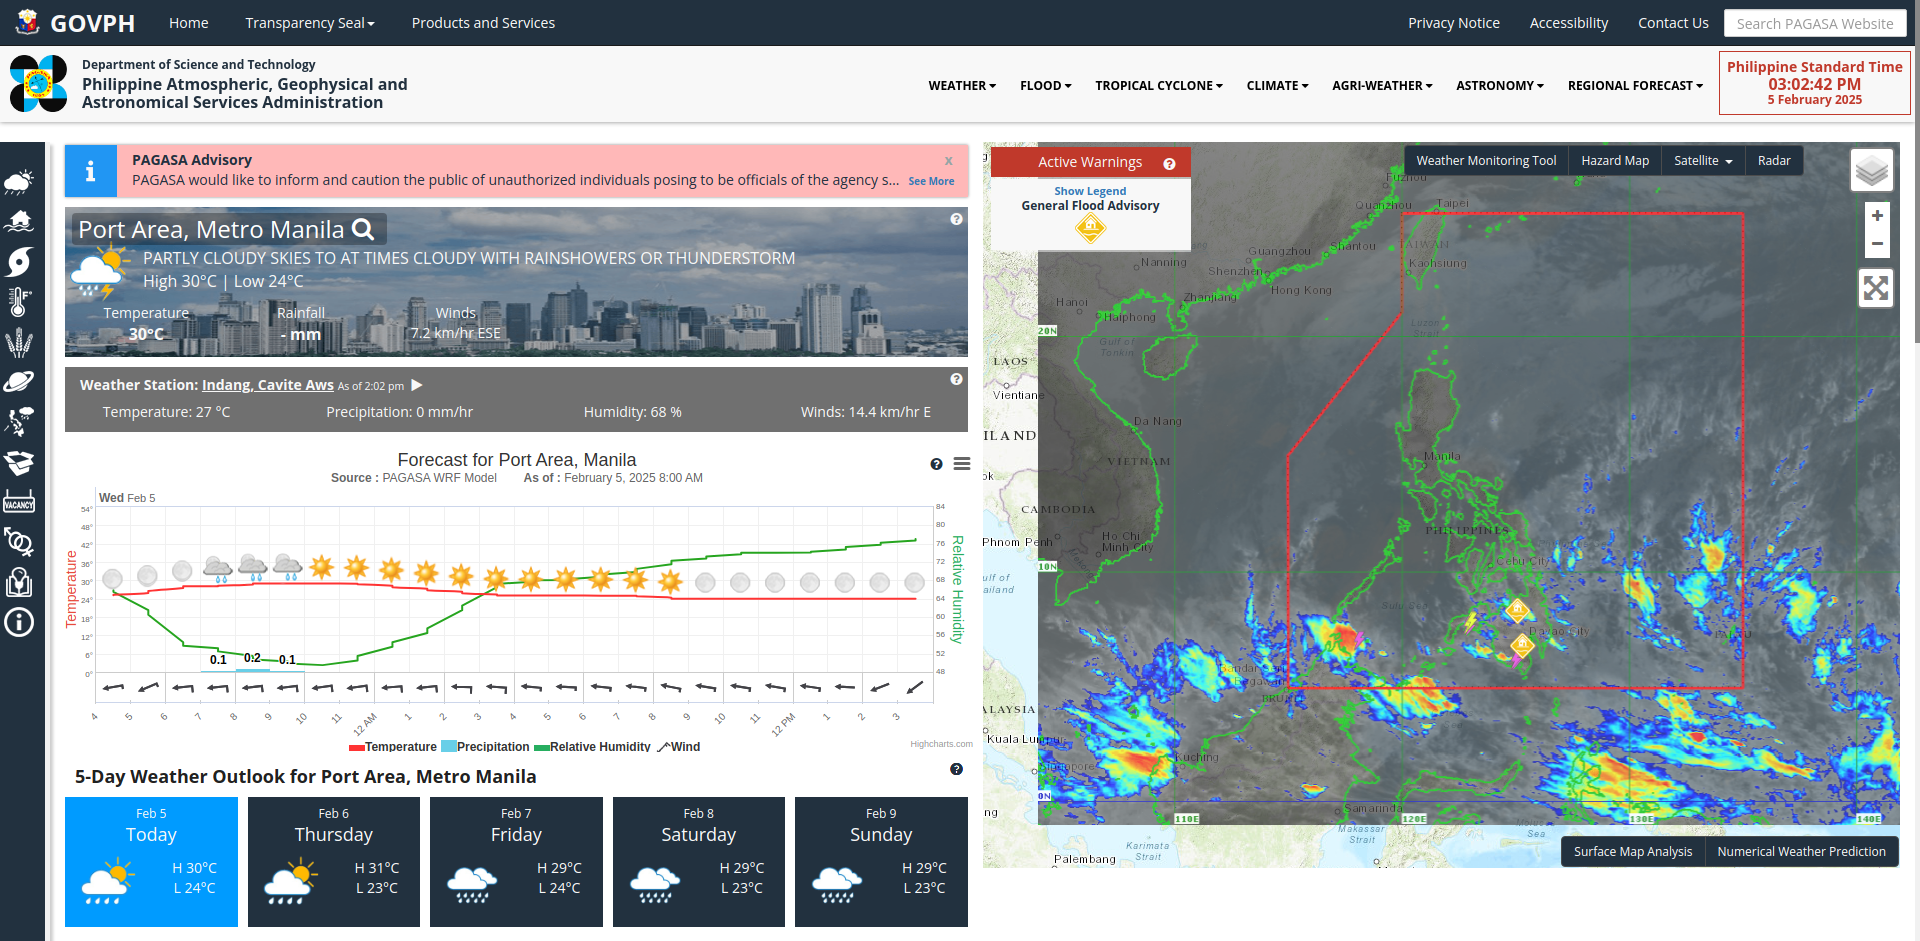 GOVPH
Home
Transparency Seal
Products and Services
Privacy Notice
Accessibility
Contact Us
Search PAGASA Website
Department of Science and Technology
Philippine Atmospheric, Geophysical and
Astronomical Services Administration
WEATHER
FLOOD
TROPICAL CYCLONE
CLIMATE
AGRI-WEATHER
ASTRONOMY
REGIONAL FORECAST
Philippine Standard Time
03:02:42 PM
5 February 2025
PAGASA Advisory
x
PAGASA would like to inform and caution the public of unauthorized individuals posing to be officials of the agency s...
See More
Port Area, Metro Manila
PARTLY CLOUDY SKIES TO AT TIMES CLOUDY WITH RAINSHOWERS OR THUNDERSTORM
High 30°C | Low 24°C
Temperature
Rainfall
Winds
30°C
- mm
7.2 km/hr ESE
Weather Station: Indang, Cavite Aws As of 2:02 pm
Temperature: 27 °C
Precipitation: 0 mm/hr
Humidity: 68 %
Winds: 14.4 km/hr E
Forecast for Port Area, Manila
Source : PAGASA WRF Model
As of : February 5, 2025 8:00 AM
Wed Feb 5
Temperature
54°
48°
42°
36°
30°
24°
18°
12°
6°
0°
84
80
76
72
68
64
60
56
52
48
Relative Humidity
0.1
0.2
0.1
4
5
6
7
8
9
10
11
12 AM
1
2
3
4
5
6
7
8
9
10
11
12 PM
1
2
3
Temperature
Precipitation
Relative Humidity
Wind
Highcharts.com
5-Day Weather Outlook for Port Area, Metro Manila
Feb 5
Today
H 30°C
L 24°C
Feb 6
Thursday
H 31°C
L 23°C
Feb 7
Friday
H 29°C
L 24°C
Feb 8
Saturday
H 29°C
L 23°C
Feb 9
Sunday
H 29°C
L 23°C
VACANCY
Active Warnings
Show Legend
General Flood Advisory
Weather Monitoring Tool
Hazard Map
Satellite
Radar
+
−
Fuzhou
Quanzhou
Taipei
TAIWAN
Kaohsiung
Shantou
Guangzhou
Shenzhen
Hong Kong
Nanning
Zhanjiang
Hanoi
Haiphong
Gulf of
Tonkin
Luzon
Strait
20N
LAOS
Vientiane
Da Nang
ILAND
VIETNAM
Manila
CAMBODIA
Phnom Penh
Ho Chi
Minh City
PHILIPPINES
Cebu City
10N
ulf of
ailand
Sulu Sea
Davao City
PALAU
Bandar Seri
Begawan
BRUNEI
ALAYSIA
Kuala Lumpur
Kuching
Singapore
0N
Samarinda
110E
120E
130E
140E
Makassar
Strait
Karimata
Strait
Palembang
Sea
ng
Surface Map Analysis
Numerical Weather Prediction